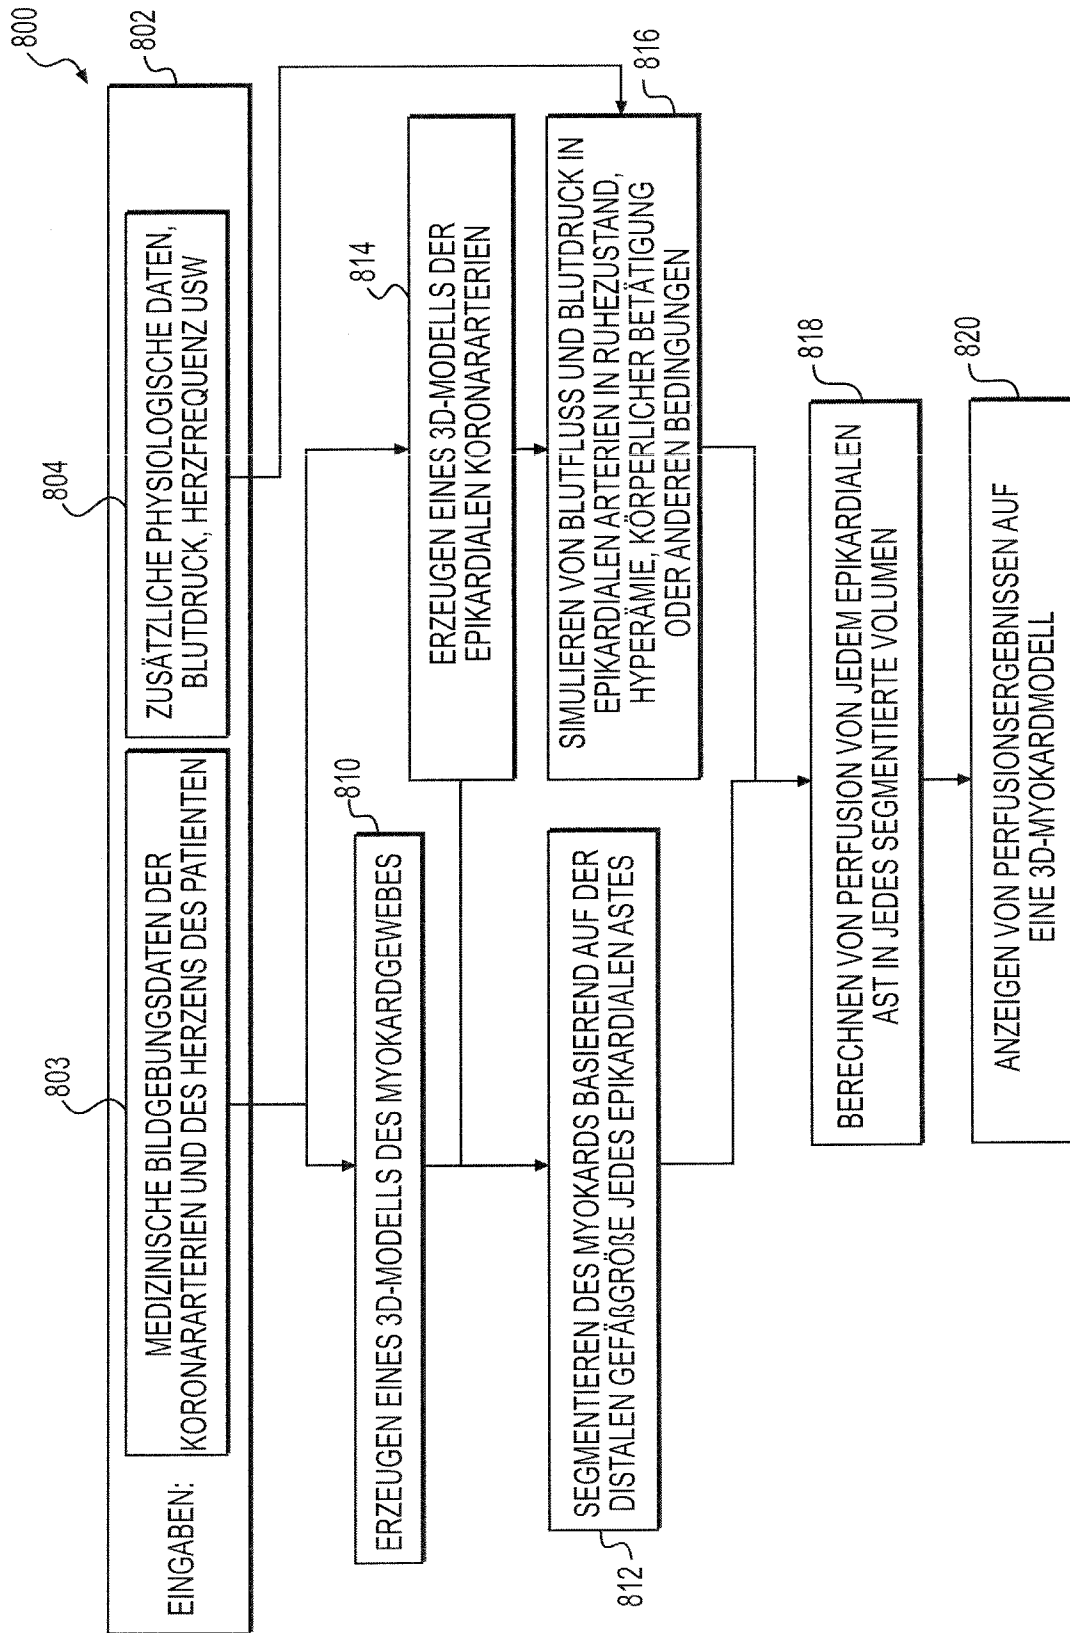 800
802
EINGABEN:
803
MEDIZINISCHE BILDGEBUNGSDATEN DER
KORONARARTERIEN UND DES HERZENS DES PATIENTEN
804
ZUSÄTZLICHE PHYSIOLOGISCHE DATEN,
BLUTDRUCK, HERZFREQUENZ USW
810
ERZEUGEN EINES 3D-MODELLS DES MYOKARDGEWEBES
814
ERZEUGEN EINES 3D-MODELLS DER
EPIKARDIALEN KORONARARTERIEN
812
SEGMENTIEREN DES MYOKARDS BASIEREND AUF DER
DISTALEN GEFÄßGRÖßE JEDES EPIKARDIALEN ASTES
816
SIMULIEREN VON BLUTFLUSS UND BLUTDRUCK IN
EPIKARDIALEN ARTERIEN IN RUHEZUSTAND,
HYPERÄMIE, KÖRPERLICHER BETÄTIGUNG
ODER ANDEREN BEDINGUNGEN
818
BERECHNEN VON PERFUSION VON JEDEM EPIKARDIALEN
AST IN JEDES SEGMENTIERTE VOLUMEN
820
ANZEIGEN VON PERFUSIONSERGEBNISSEN AUF
EINE 3D-MYOKARDMODELL